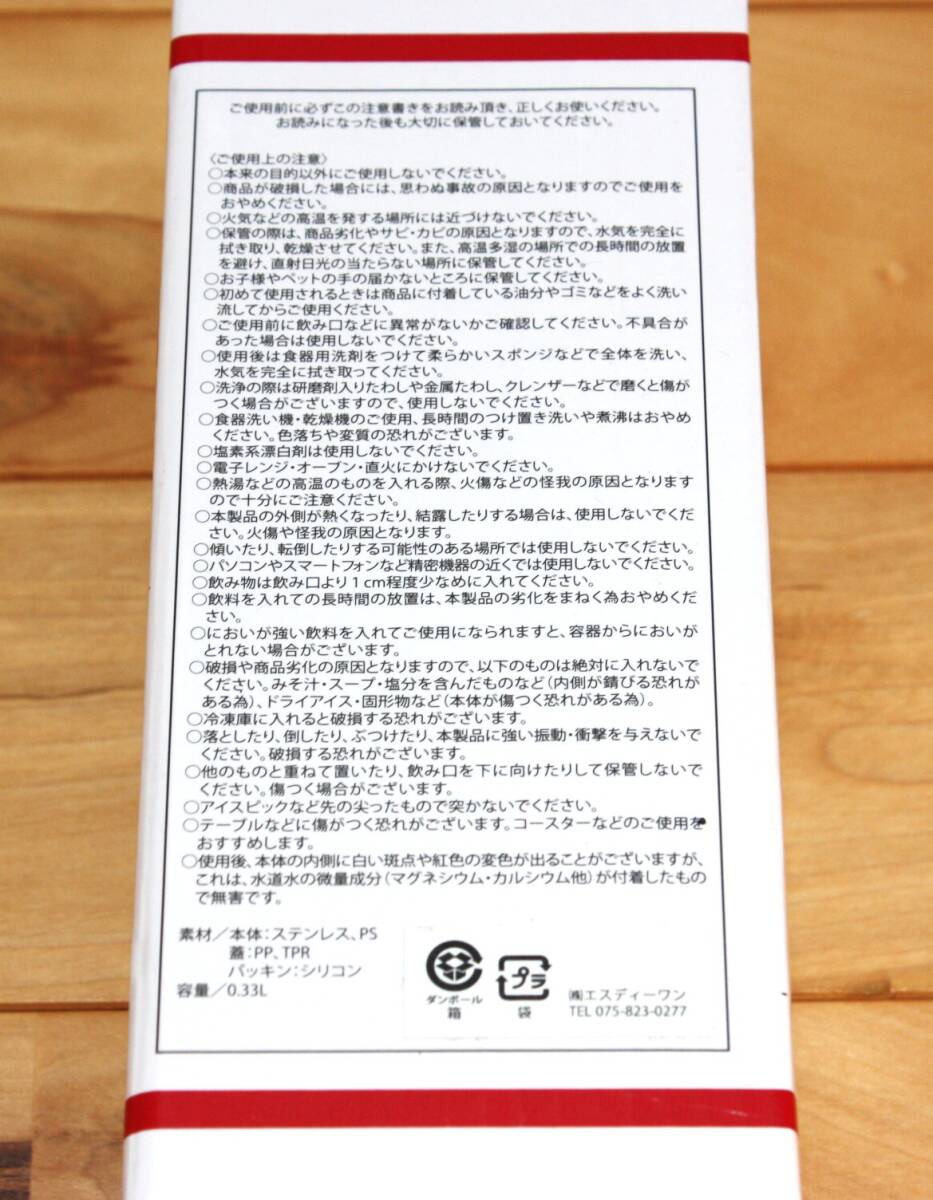 ご使用前に必ずこの注意書きをお読み頂き、正しくお使いください。
お読みになった後も大切に保管しておいてください。
〈ご使用上の注意〉
○本来の目的以外にご使用しないでください。
○商品が破損した場合には、思わぬ事故の原因となりますのでご使用を
おやめください。
○火気などの高温を発する場所には近づけないでください。
○保管の際は、商品劣化やサビ・カビの原因となりますので、水気を完全に
拭き取り、乾燥させてください。また、高温多湿の場所での長時間の放置
を避け、直射日光の当たらない場所に保管してください。
○お子様やペットの手の届かないところに保管してください。
○初めて使用されるときは商品に付着している油分やゴミなどをよく洗い
流してからご使用ください。
○ご使用前に飲み口などに異常がないかご確認してください。不具合が
あった場合は使用しないでください。
○使用後は食器用洗剤をつけて柔らかいスポンジなどで全体を洗い、
水気を完全に拭き取ってください。
○洗浄の際は研磨剤入りたわしや金属たわし、クレンザーなどで磨くと傷が
つく場合がございますので、使用しないでください。
○食器洗い機・乾燥機のご使用、長時間のつけ置き洗いや煮沸はおやめ
ください。色落ちや変質の恐れがございます。
○塩素系漂白剤は使用しないでください。
○電子レンジ・オーブン・直火にかけないでください。
○熱湯などの高温のものを入れる際、火傷などの怪我の原因となります
ので十分にご注意ください。
○本製品の外側が熱くなったり、結露したりする場合は、使用しないでくだ
さい。火傷や怪我の原因となります。
○傾いたり、転倒したりする可能性のある場所では使用しないでください。
○パソコンやスマートフォンなど精密機器の近くでは使用しないでください。
○飲み物は飲み口より1cm程度少なめに入れてください。
○飲料を入れての長時間の放置は、本製品の劣化をまねく為おやめくだ
さい。
○においが強い飲料を入れてご使用になられますと、容器からにおいが
とれない場合がございます。
○破損や商品劣化の原因となりますので、以下のものは絶対に入れないで
ください。みそ汁・スープ・塩分を含んだものなど(内側が錆びる恐れが
ある為)、ドライアイス・固形物など(本体が傷つく恐れがある為)。
○冷凍庫に入れると破損する恐れがございます。
○落としたり、倒したり、ぶつけたり、本製品に強い振動・衝撃を与えないで
ください。破損する恐れがございます。
○他のものと重ねて置いたり、飲み口を下に向けたりして保管しないで
ください。傷つく場合がございます。
○アイスピックなど先の尖ったもので突かないでください。
○テーブルなどに傷がつく恐れがございます。コースターなどのご使用を
おすすめします。
○使用後、本体の内側に白い斑点や紅色の変色が出ることがございますが、
これは、水道水の微量成分(マグネシウム・カルシウム他)が付着したもの
で無害です。
素材/本体:ステンレス、PS
蓋:PP、TPR
パッキン:シリコン
容量/0.33L
ダンボール
箱
プラ
袋
㈱エスディーワン
TEL 075-823-0277